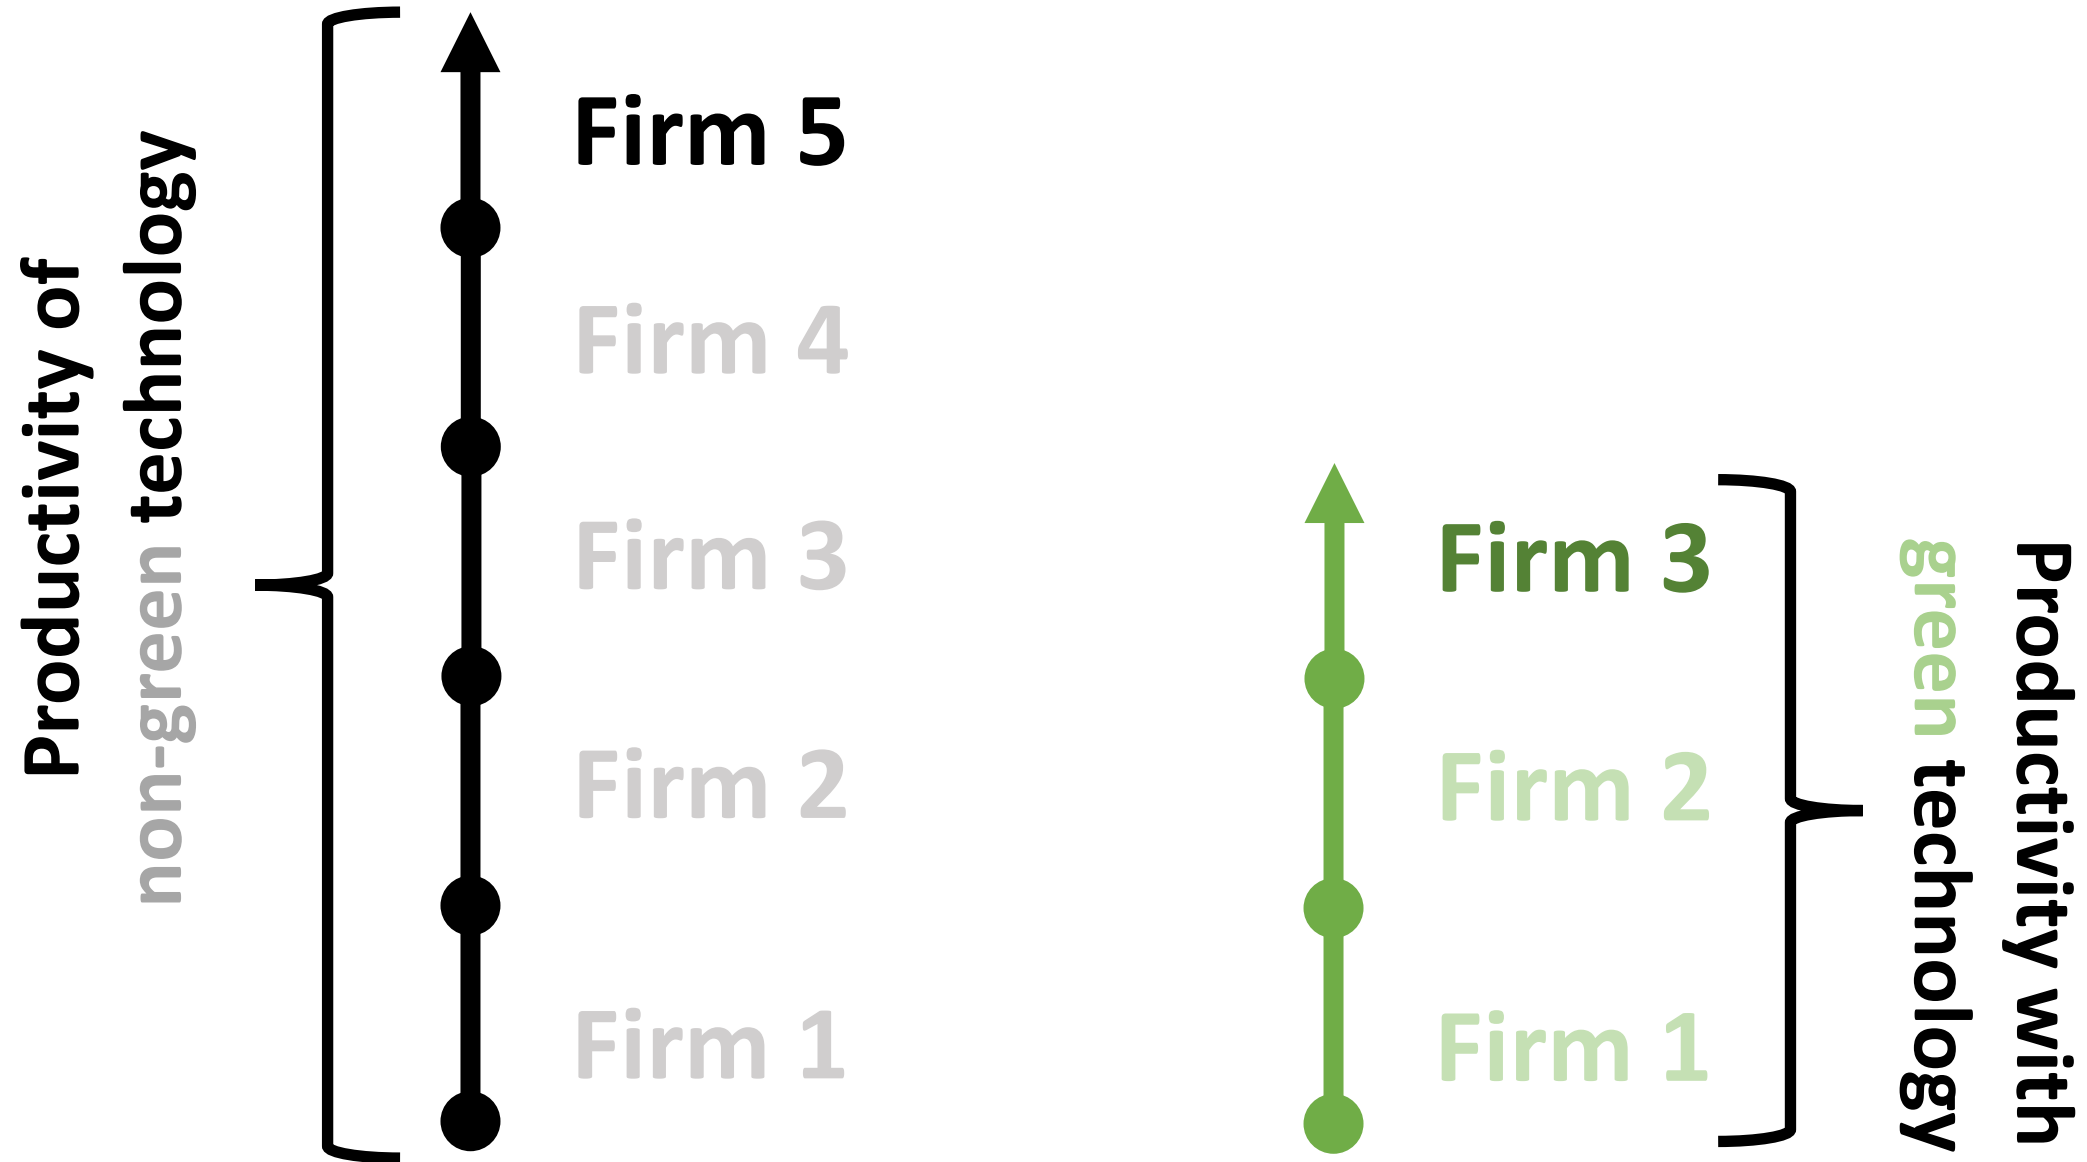 Productivity of
non-green technology
Firm 5
Firm 4
Firm 3
Firm 2
Firm 1
Firm 3
Firm 2
Firm 1
Productivity with
green technology